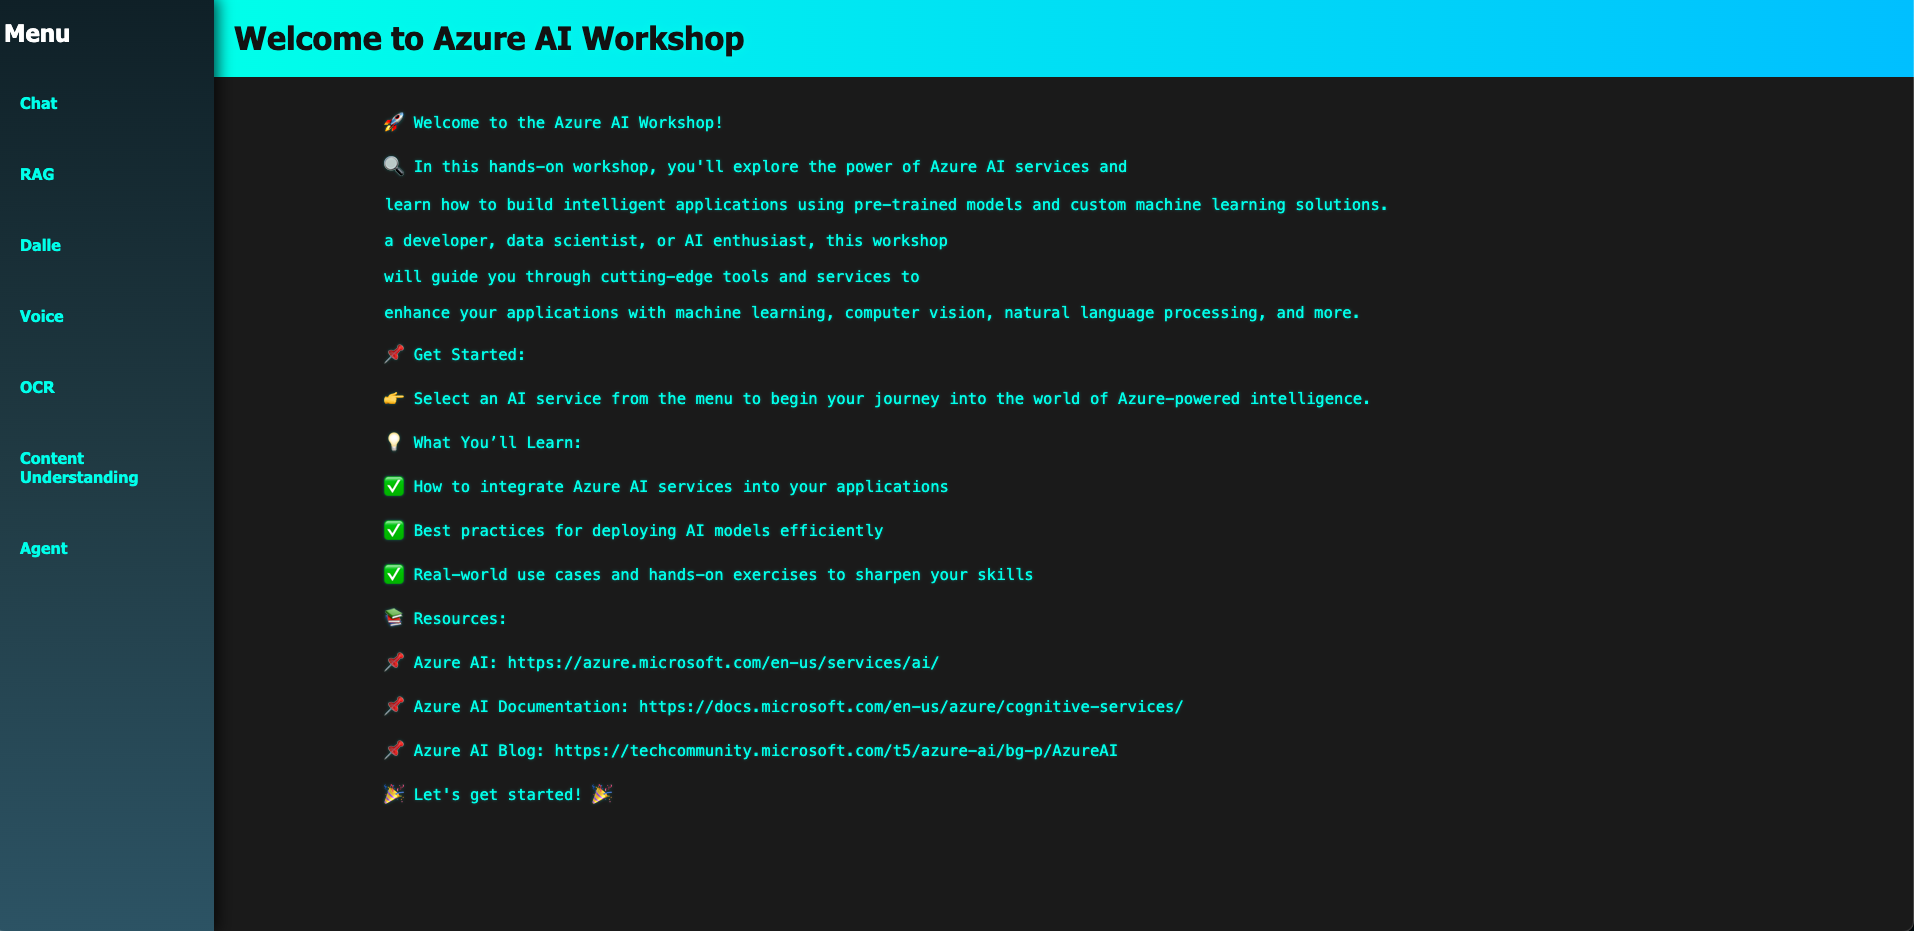 Menu
Chat
RAG
Dalle
Voice
OCR
Content
Understanding
Agent
Welcome to Azure AI Workshop
🚀 Welcome to the Azure AI Workshop!
🔍 In this hands-on workshop, you'll explore the power of Azure AI services and
learn how to build intelligent applications using pre-trained models and custom machine learning solutions.
a developer, data scientist, or AI enthusiast, this workshop
will guide you through cutting-edge tools and services to
enhance your applications with machine learning, computer vision, natural language processing, and more.
📌 Get Started:
👉 Select an AI service from the menu to begin your journey into the world of Azure-powered intelligence.
💡 What You’ll Learn:
✅ How to integrate Azure AI services into your applications
✅ Best practices for deploying AI models efficiently
✅ Real-world use cases and hands-on exercises to sharpen your skills
📚 Resources:
📌 Azure AI: https://azure.microsoft.com/en-us/services/ai/
📌 Azure AI Documentation: https://docs.microsoft.com/en-us/azure/cognitive-services/
📌 Azure AI Blog: https://techcommunity.microsoft.com/t5/azure-ai/bg-p/AzureAI
🎉 Let's get started! 🎉